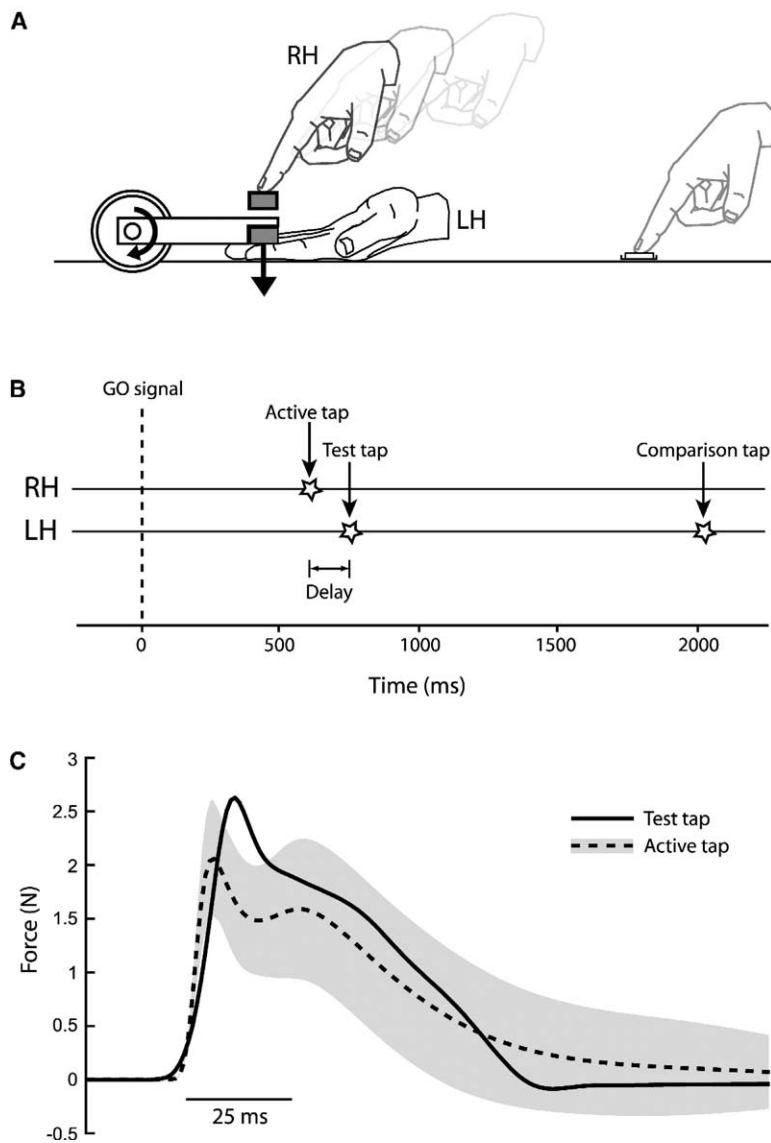 A
RH
LH
B
GO signal
Active tap
Test tap
Comparison tap
RH
LH
Delay
0 500 1000 1500 2000
Time (ms)
C
3
2.5
2
1.5
1
0.5
0
-0.5
Force (N)
Test tap
Active tap
25 ms